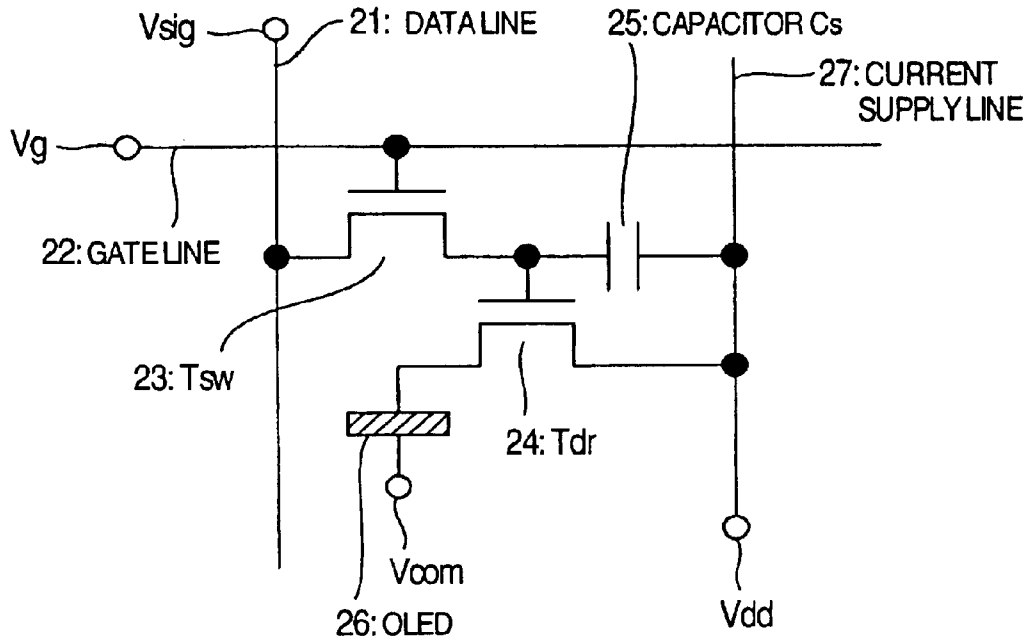 Vsig
21: DATA LINE
25: CAPACITOR Cs
27: CURRENT
SUPPLY LINE
Vg
22: GATE LINE
23: Tsw
24: Tdr
Vcom
26: OLED
Vdd